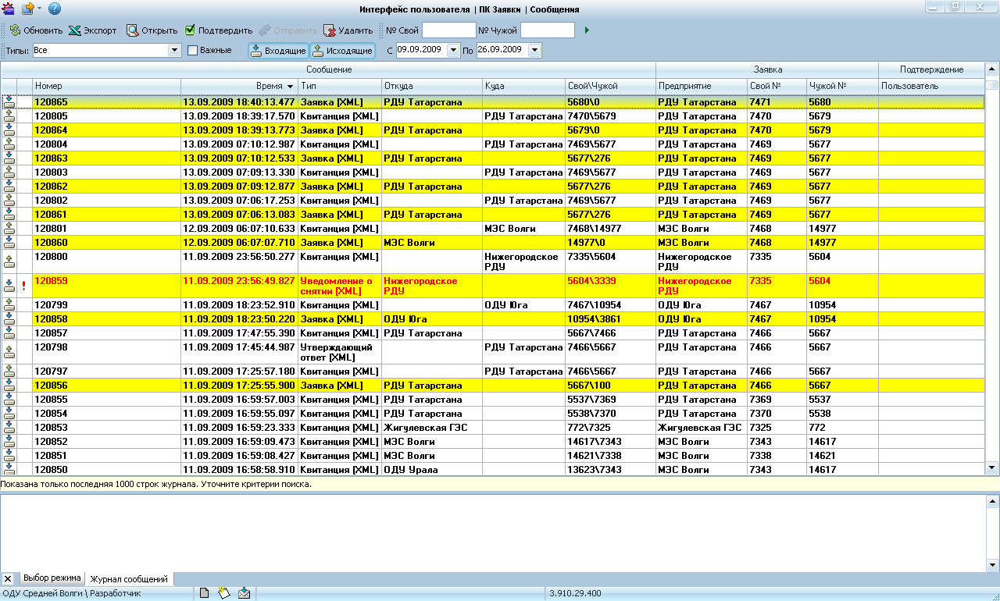 Интерфейс пользователя | ПК Заявки | Сообщения
Обновить Экспорт Открыть Подтвердить Отправить Удалить № Свой № Чужой
Типы: Все Важные Входящие Исходящие С 09.09.2009 По 26.09.2009
Сообщение Заявка Подтверждение
Номер Время Тип Откуда Куда Свой\Чужой Предприятие Свой № Чужой № Пользователь
120865 13.09.2009 18:40:13.477 Заявка [XML] РДУ Татарстана 5680\0 РДУ Татарстана 7471 5680
120805 13.09.2009 18:39:17.570 Квитанция [XML] РДУ Татарстана 7470\5679 РДУ Татарстана 7470 5679
120864 13.09.2009 18:39:13.773 Заявка [XML] РДУ Татарстана 5679\0 РДУ Татарстана 7470 5679
120804 13.09.2009 07:10:12.987 Квитанция [XML] РДУ Татарстана 7469\5677 РДУ Татарстана 7469 5677
120863 13.09.2009 07:10:12.533 Заявка [XML] РДУ Татарстана 5677\276 РДУ Татарстана 7469 5677
120803 13.09.2009 07:09:13.330 Квитанция [XML] РДУ Татарстана 7469\5677 РДУ Татарстана 7469 5677
120862 13.09.2009 07:09:12.877 Заявка [XML] РДУ Татарстана 5677\276 РДУ Татарстана 7469 5677
120802 13.09.2009 07:06:17.253 Квитанция [XML] РДУ Татарстана 7469\5677 РДУ Татарстана 7469 5677
120861 13.09.2009 07:06:13.083 Заявка [XML] РДУ Татарстана 5677\276 РДУ Татарстана 7469 5677
120801 12.09.2009 06:07:10.633 Квитанция [XML] МЭС Волги 7468\14977 МЭС Волги 7468 14977
120860 12.09.2009 06:07:07.710 Заявка [XML] МЭС Волги 14977\0 МЭС Волги 7468 14977
120800 11.09.2009 23:56:50.277 Квитанция [XML] Нижегородское 7335\5604 Нижегородское 7335 5604
РДУ РДУ
120859 11.09.2009 23:56:49.827 Уведомление о Нижегородское 5604\3339 Нижегородское 7335 5604
снятии [XML] РДУ РДУ
120799 11.09.2009 18:23:52.910 Квитанция [XML] ОДУ Юга 7467\10954 ОДУ Юга 7467 10954
120858 11.09.2009 18:23:50.220 Заявка [XML] ОДУ Юга 10954\3861 ОДУ Юга 7467 10954
120857 11.09.2009 17:47:55.390 Квитанция [XML] РДУ Татарстана 5667\7466 РДУ Татарстана 7466 5667
120798 11.09.2009 17:45:44.987 Утверждающий РДУ Татарстана 7466\5667 РДУ Татарстана 7466 5667
ответ [XML]
120797 11.09.2009 17:25:57.180 Квитанция [XML] РДУ Татарстана 7466\5667 РДУ Татарстана 7466 5667
120856 11.09.2009 17:25:55.900 Заявка [XML] РДУ Татарстана 5667\100 РДУ Татарстана 7466 5667
120855 11.09.2009 16:59:57.003 Квитанция [XML] РДУ Татарстана 5537\7369 РДУ Татарстана 7369 5537
120854 11.09.2009 16:59:55.097 Квитанция [XML] РДУ Татарстана 5538\7370 РДУ Татарстана 7370 5538
120853 11.09.2009 16:59:23.333 Квитанция [XML] Жигулевская ГЭС 772\7325 Жигулевская ГЭС 7325 772
120852 11.09.2009 16:59:09.473 Квитанция [XML] МЭС Волги 14617\7343 МЭС Волги 7343 14617
120851 11.09.2009 16:59:08.427 Квитанция [XML] МЭС Волги 14621\7338 МЭС Волги 7338 14621
120850 11.09.2009 16:58:58.910 Квитанция [XML] ОДУ Урала 13623\7343 МЭС Волги 7343 14617
Показана только последняя 1000 строк журнала. Уточните критерии поиска.
Выбор режима Журнал сообщений
ОДУ Средней Волги \ Разработчик 3.910.29.400